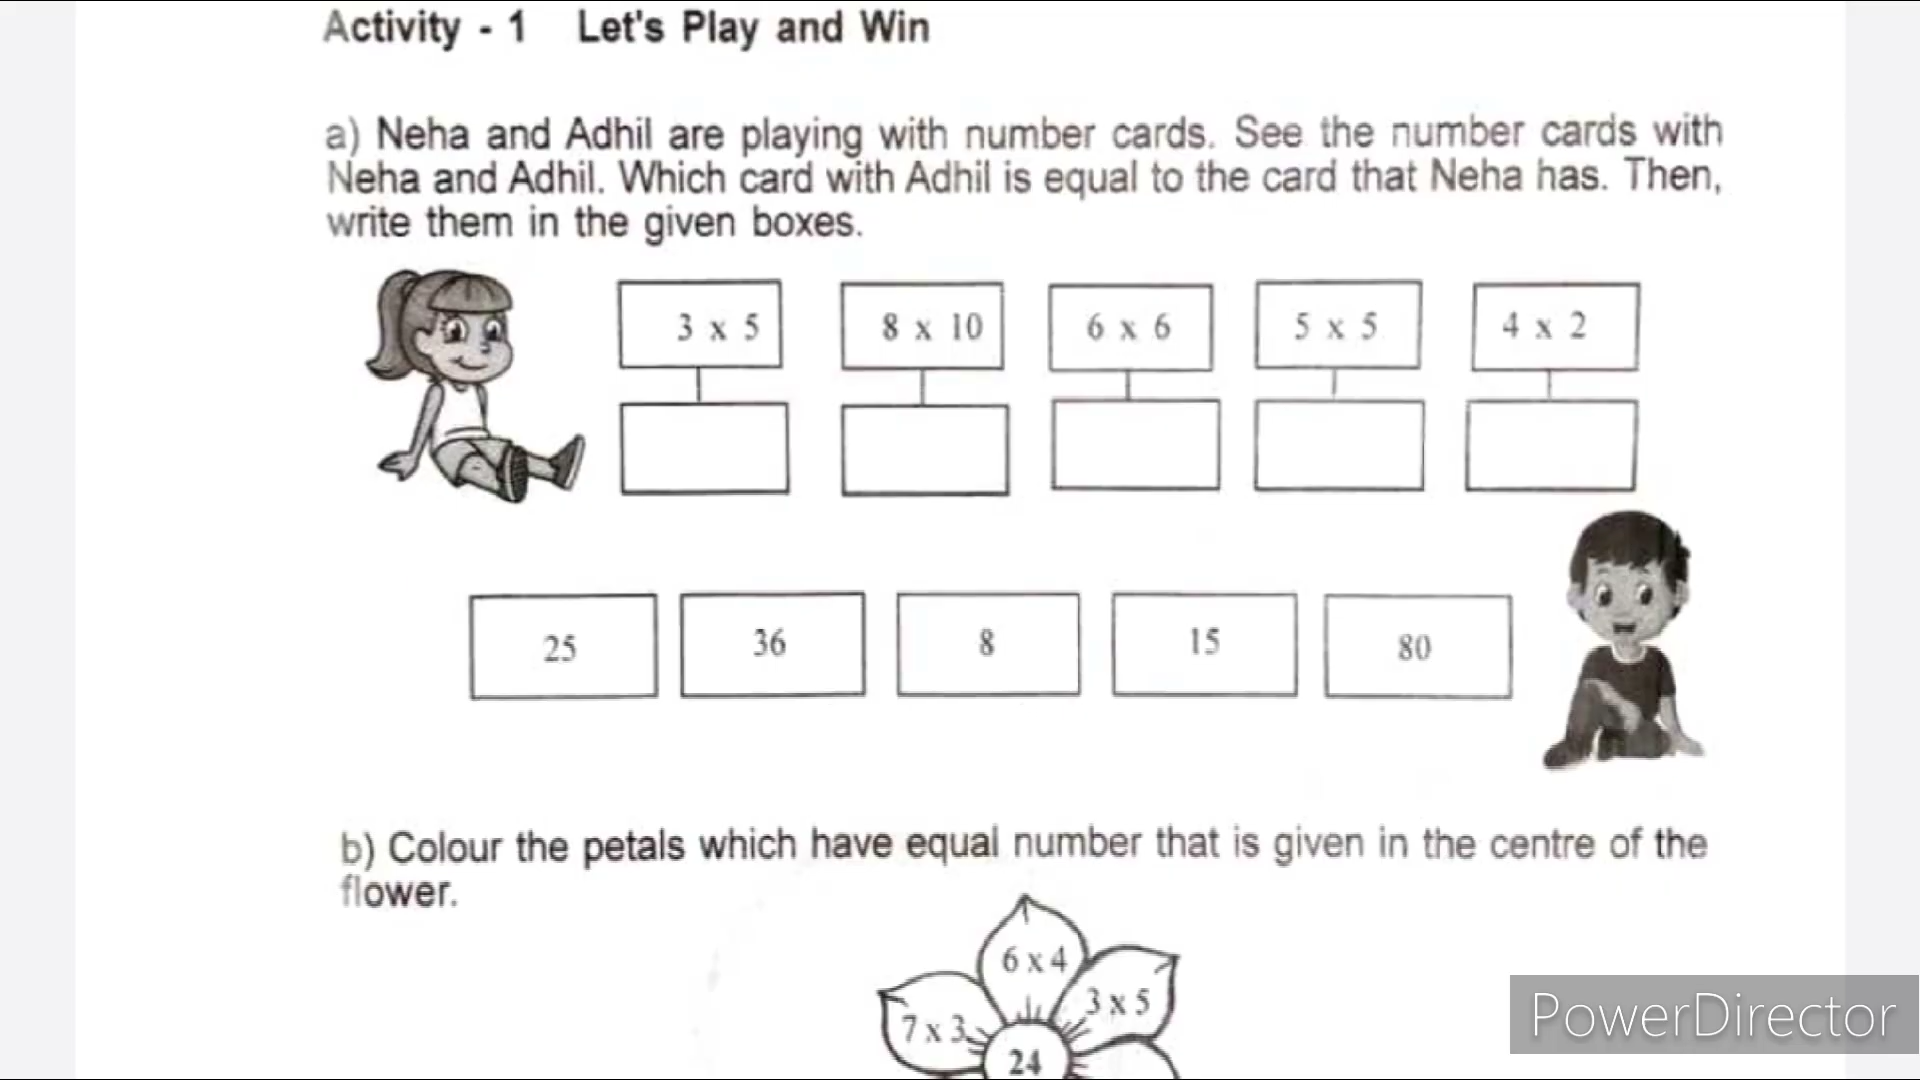 Activity - 1 Let's Play and Win
a) Neha and Adhil are playing with number cards. See the number cards with
Neha and Adhil. Which card with Adhil is equal to the card that Neha has. Then,
write them in the given boxes.
3 x 5 8 x 10 6 x 6 5 x 5 4 x 2
25 36 8 15 80
b) Colour the petals which have equal number that is given in the centre of the
flower.
6 x 4
3 x 5
7 x 3
24
PowerDirector